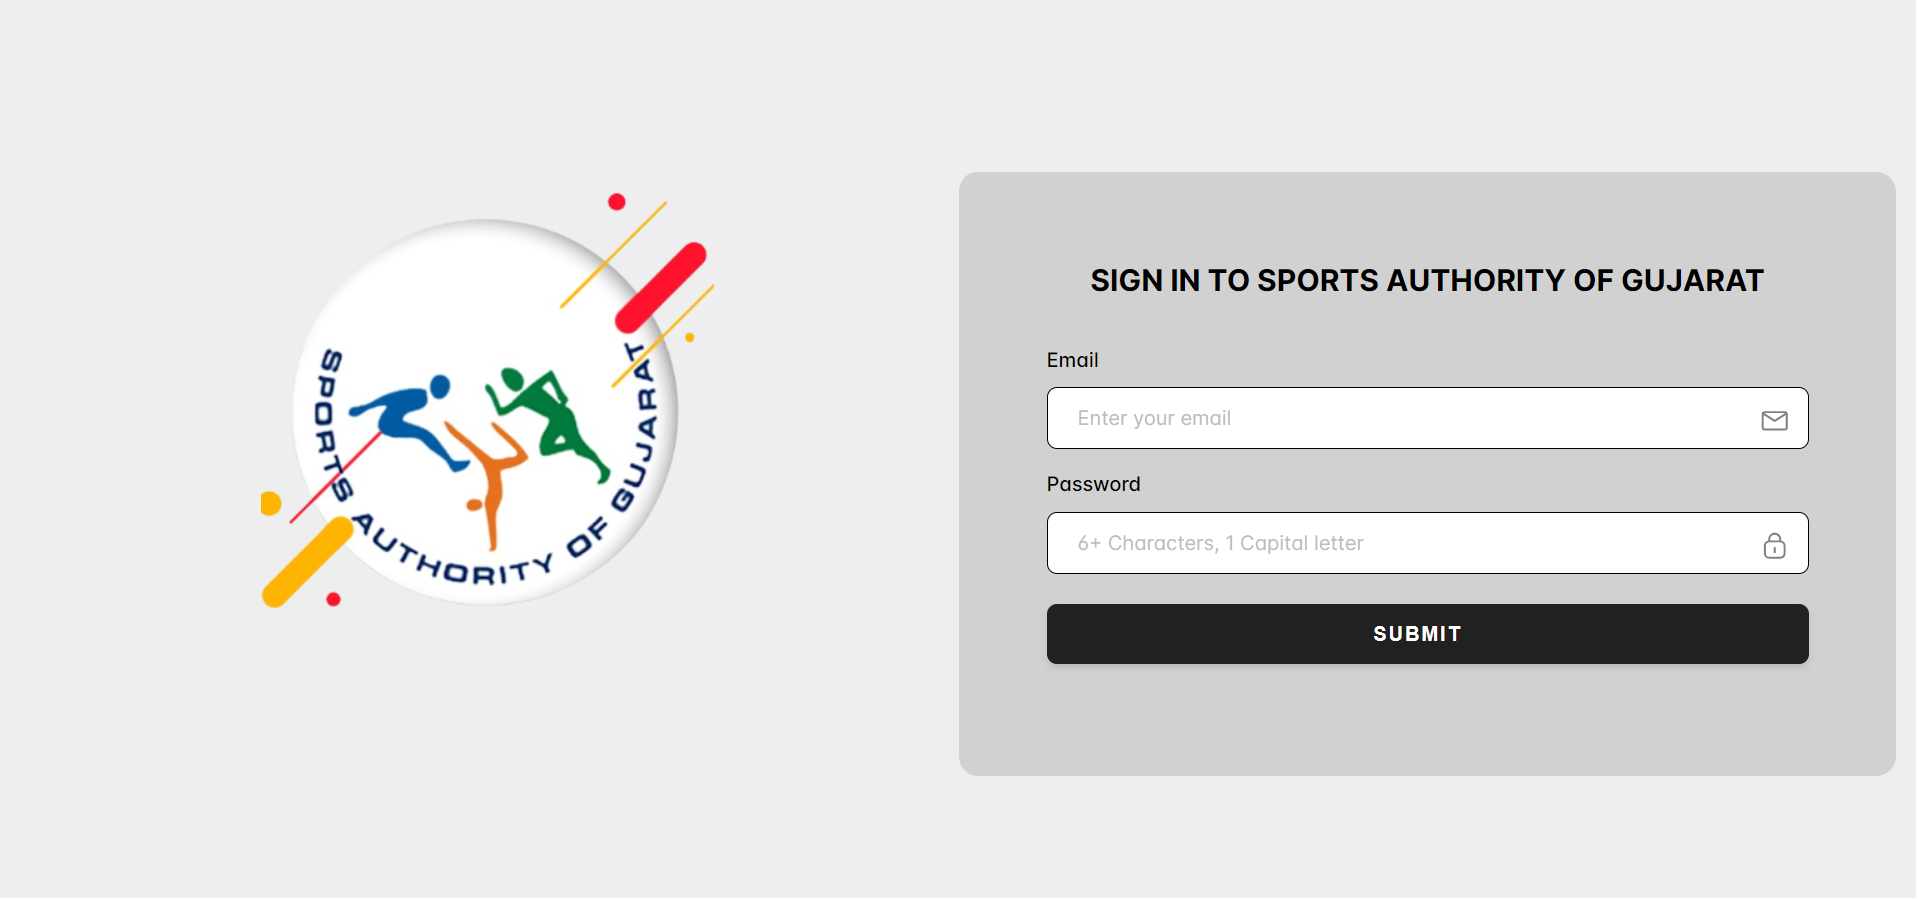 SPORTS AUTHORITY OF GUJARAT
SIGN IN TO SPORTS AUTHORITY OF GUJARAT
Email
Enter your email
Password
6+ Characters, 1 Capital letter
SUBMIT